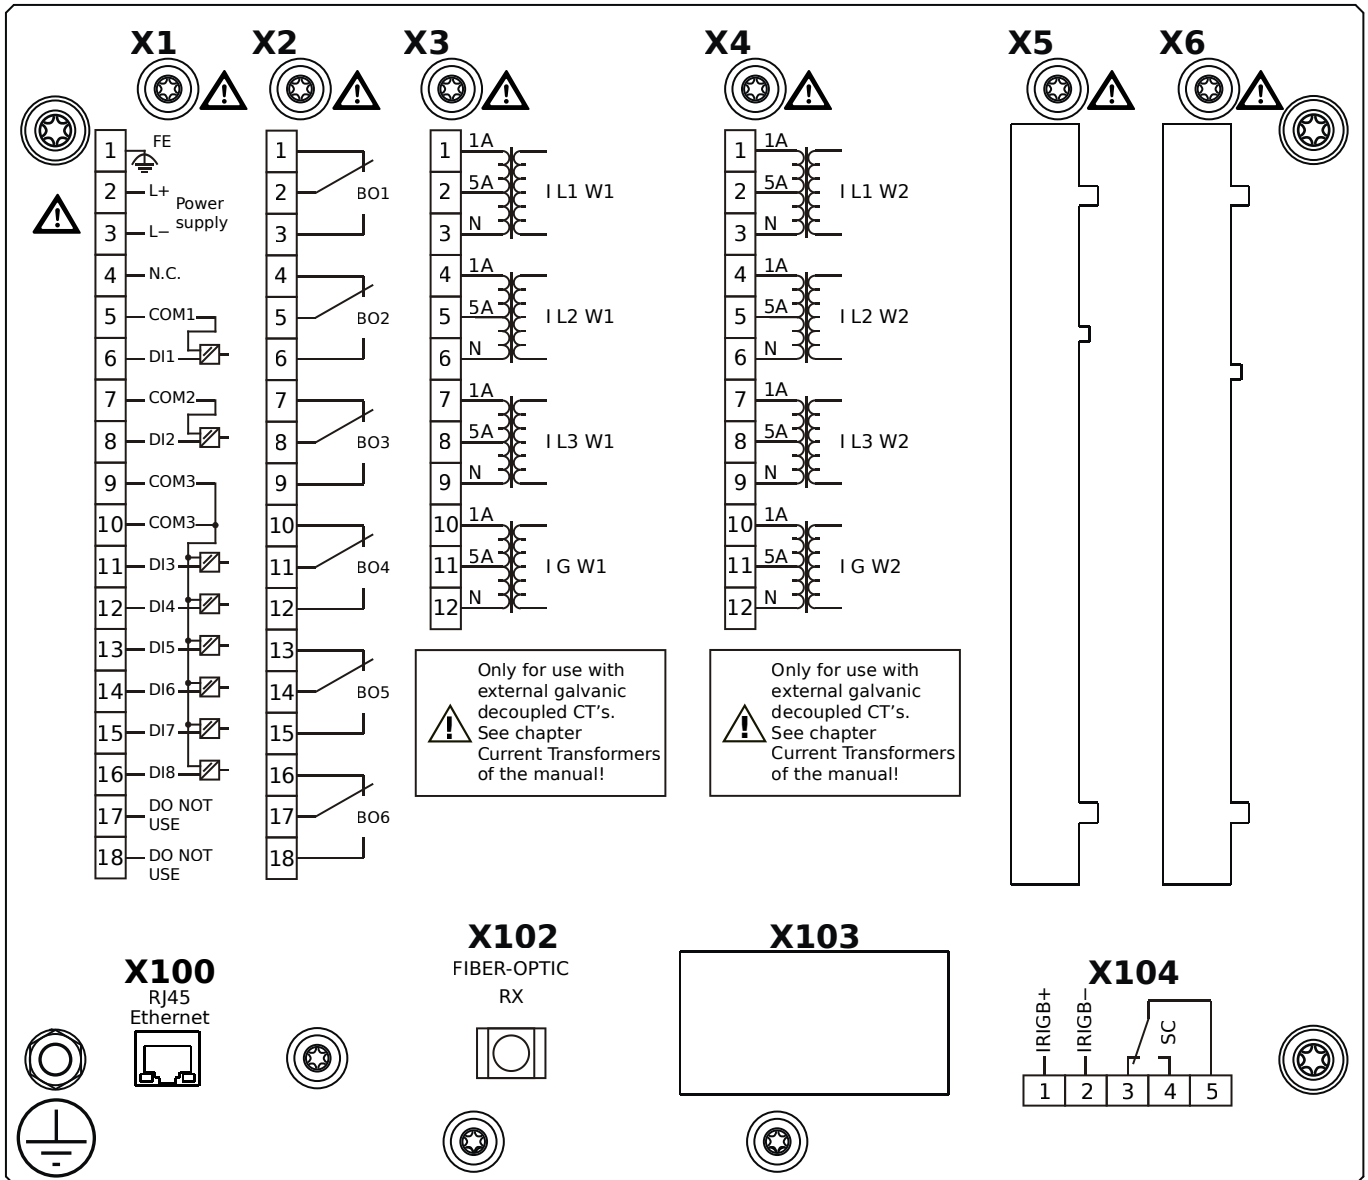 X1
X2
X3
X4
X5
X6
1
FE
2
L+
Power
supply
3
L−
4
N.C.
5
COM1
6
DI1
7
COM2
8
DI2
9
COM3
10
COM3
11
DI3
12
DI4
13
DI5
14
DI6
15
DI7
16
DI8
17
DO NOT
USE
18
DO NOT
USE
1
2
BO1
3
4
5
BO2
6
7
8
BO3
9
10
11
BO4
12
13
14
BO5
15
16
17
BO6
18
1
1A
2
5A
I L1 W1
3
N
4
1A
5
5A
I L2 W1
6
N
7
1A
8
5A
I L3 W1
9
N
10
1A
11
5A
I G W1
12
N
Only for use with
external galvanic
decoupled CT's.
See chapter
Current Transformers
of the manual!
1
1A
2
5A
I L1 W2
3
N
4
1A
5
5A
I L2 W2
6
N
7
1A
8
5A
I L3 W2
9
N
10
1A
11
5A
I G W2
12
N
Only for use with
external galvanic
decoupled CT's.
See chapter
Current Transformers
of the manual!
X100
RJ45
Ethernet
X102
FIBER-OPTIC
RX
X103
X104
IRIGB+
IRIGB−
SC
1
2
3
4
5